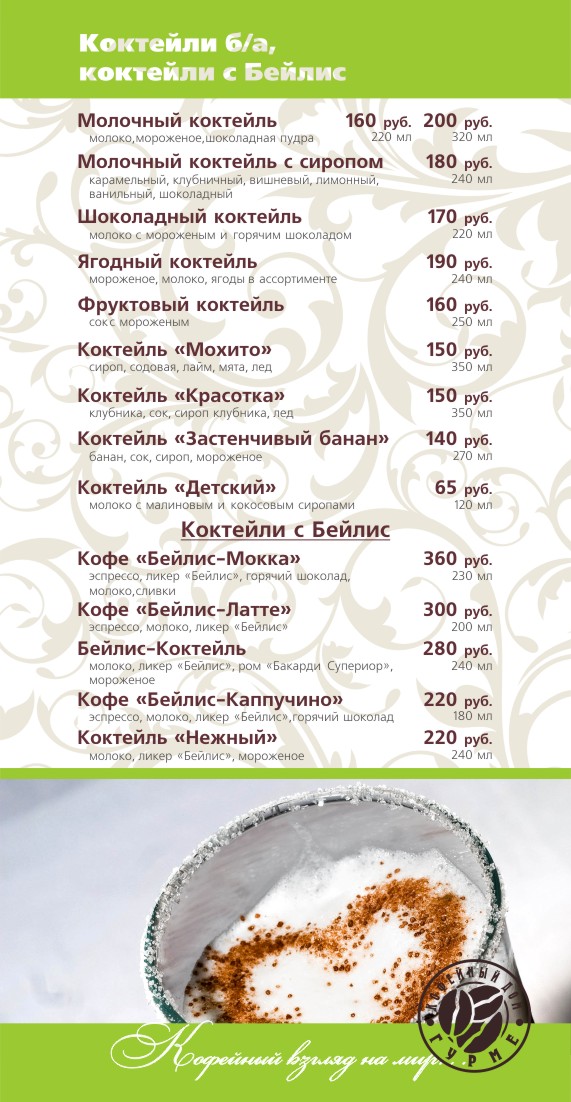 Коктейли б/а,
коктейли с Бейлис
Молочный коктейль 160 руб. 200 руб.
молоко,мороженое,шоколадная пудра 220 мл 320 мл
Молочный коктейль с сиропом 180 руб.
карамельный, клубничный, вишневый, лимонный, 240 мл
ванильный, шоколадный
Шоколадный коктейль 170 руб.
молоко с мороженым и горячим шоколадом 220 мл
Ягодный коктейль 190 руб.
мороженое, молоко, ягоды в ассортименте 240 мл
Фруктовый коктейль 160 руб.
сок с мороженым 250 мл
Коктейль «Мохито» 150 руб.
сироп, содовая, лайм, мята, лед 350 мл
Коктейль «Красотка» 150 руб.
клубника, сок, сироп клубника, лед 350 мл
Коктейль «Застенчивый банан» 140 руб.
банан, сок, сироп, мороженое 270 мл
Коктейль «Детский» 65 руб.
молоко с малиновым и кокосовым сиропами 120 мл
Коктейли с Бейлис
Кофе «Бейлис-Мокка» 360 руб.
эспрессо, ликер «Бейлис», горячий шоколад, 230 мл
молоко,сливки
Кофе «Бейлис-Латте» 300 руб.
эспрессо, молоко, ликер «Бейлис» 200 мл
Бейлис-Коктейль 280 руб.
молоко, ликер «Бейлис», ром «Бакарди Супериор», 240 мл
мороженое
Кофе «Бейлис-Каппучино» 220 руб.
эспрессо, молоко, ликер «Бейлис»,горячий шоколад 180 мл
Коктейль «Нежный» 220 руб.
молоко, ликер «Бейлис», мороженое 240 мл
КОФЕЙНЫЙ ДОМ
ГУРМЕ
Кофейный взгляд на мир...